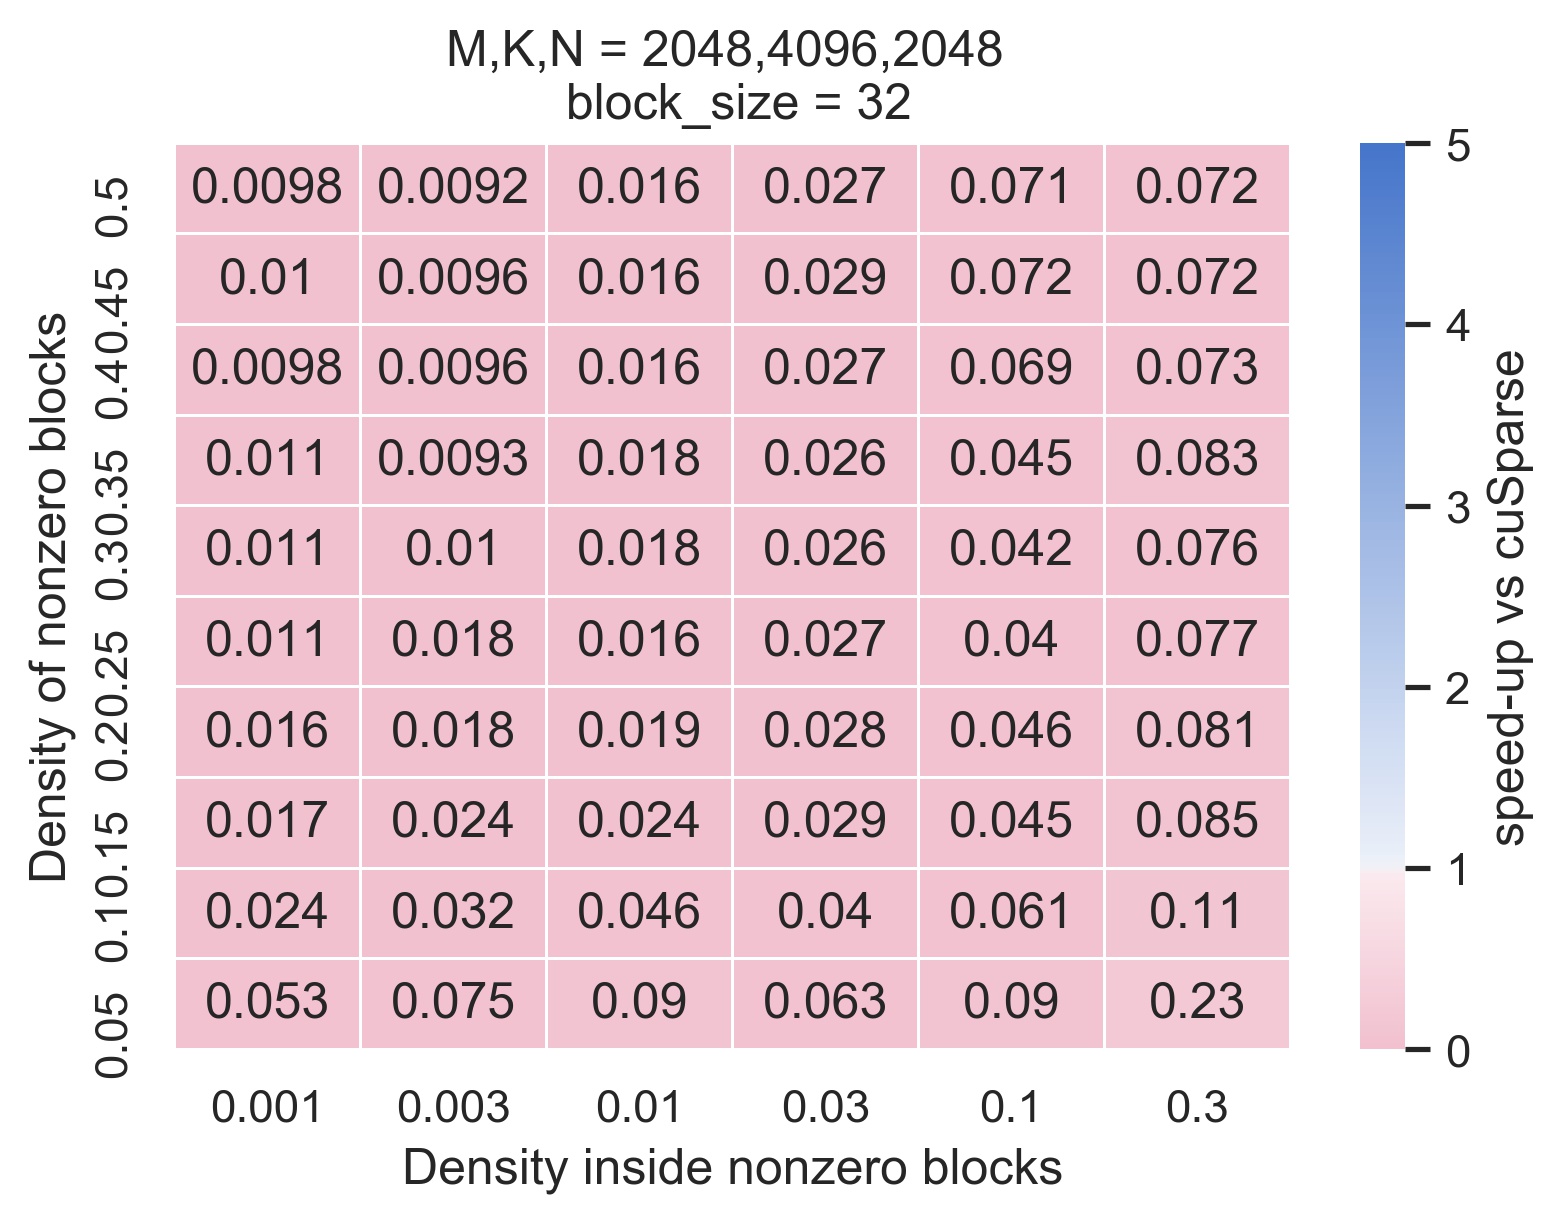 M,K,N = 2048,4096,2048
block_size = 32
Density of nonzero blocks
0.5 0.0098 0.0092 0.016 0.027 0.071 0.072
0.45 0.01 0.0096 0.016 0.029 0.072 0.072
0.4 0.0098 0.0096 0.016 0.027 0.069 0.073
0.35 0.011 0.0093 0.018 0.026 0.045 0.083
0.3 0.011 0.01 0.018 0.026 0.042 0.076
0.25 0.011 0.018 0.016 0.027 0.04 0.077
0.2 0.016 0.018 0.019 0.028 0.046 0.081
0.15 0.017 0.024 0.024 0.029 0.045 0.085
0.1 0.024 0.032 0.046 0.04 0.061 0.11
0.05 0.053 0.075 0.09 0.063 0.09 0.23
0.001 0.003 0.01 0.03 0.1 0.3
Density inside nonzero blocks
5
4
3
2
1
0
speed-up vs cuSparse